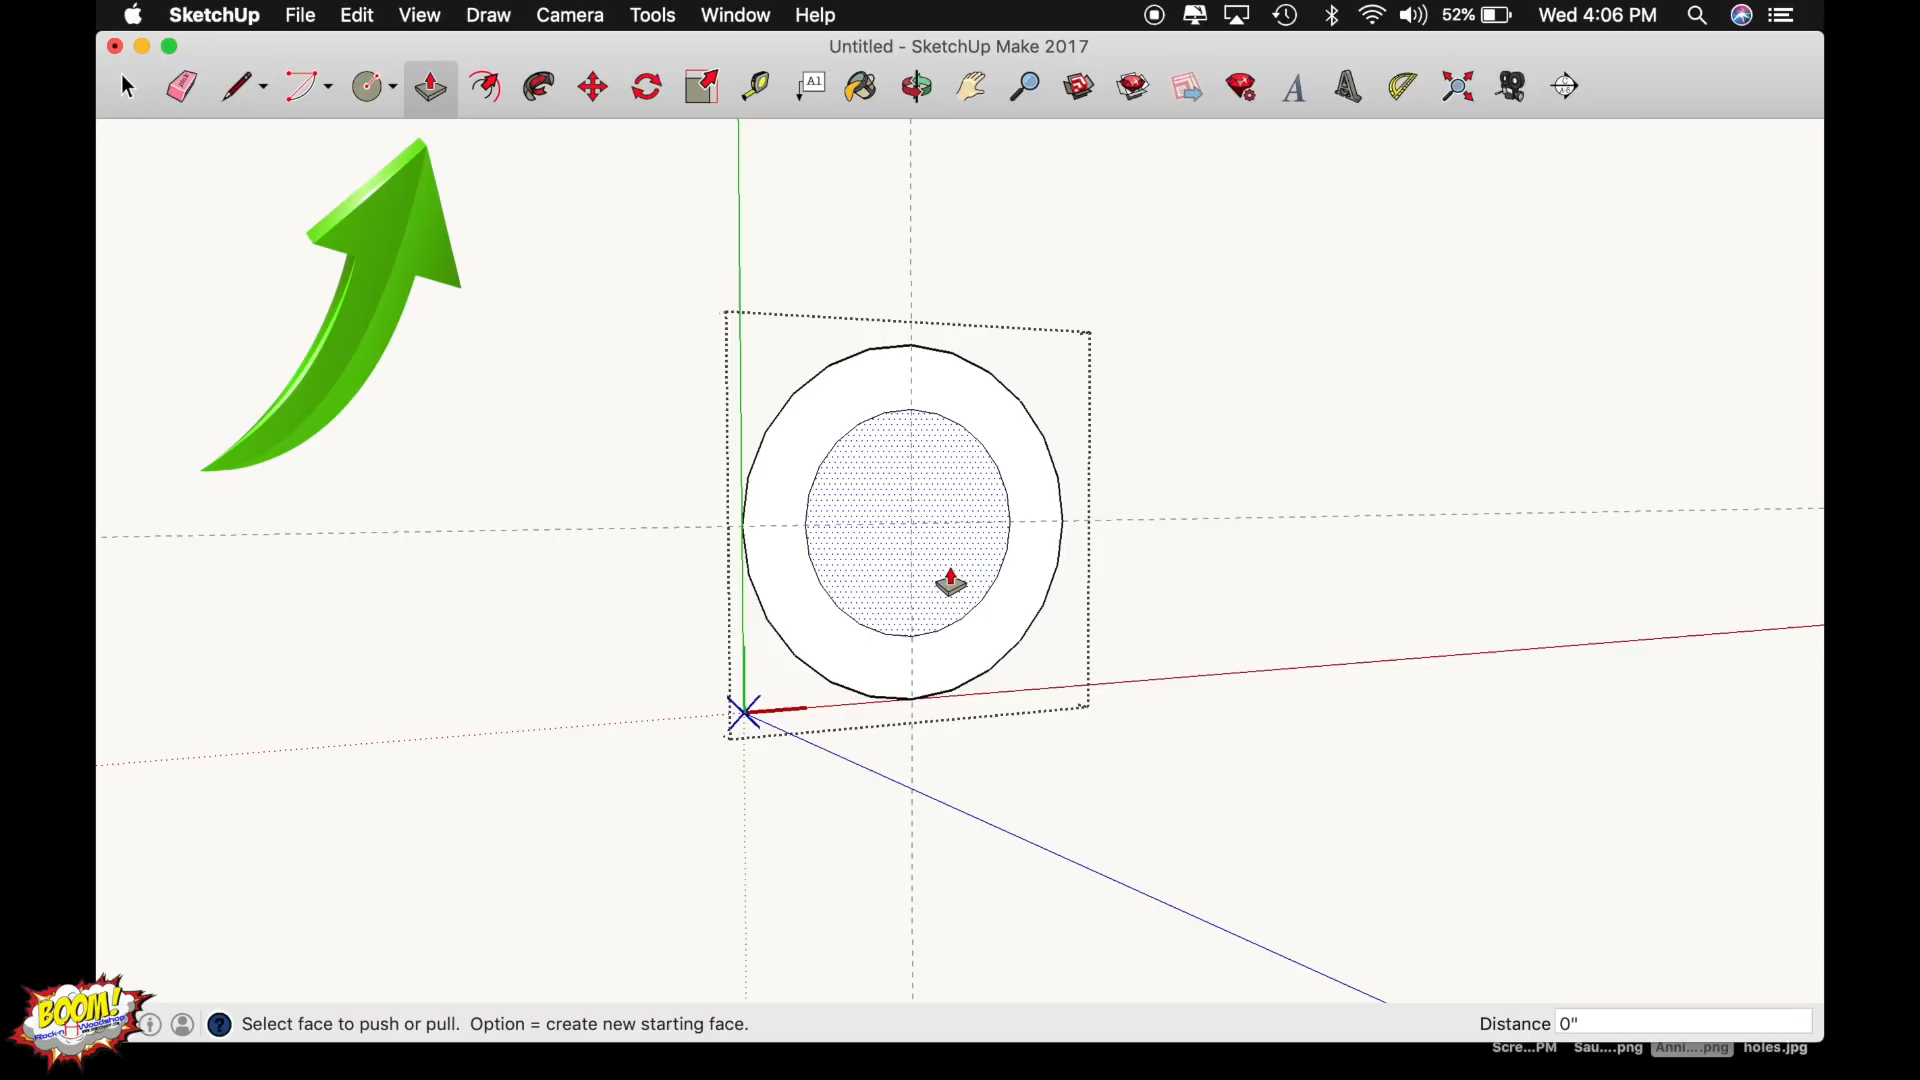 SketchUp File Edit View Draw Camera Tools Window Help 52% Wed 4:06 PM
Untitled - SketchUp Make 2017
A1
BOOM!
Select face to push or pull. Option = create new starting face.
Distance 0"
Scre...PM Sau....png Anni....png holes.jpg